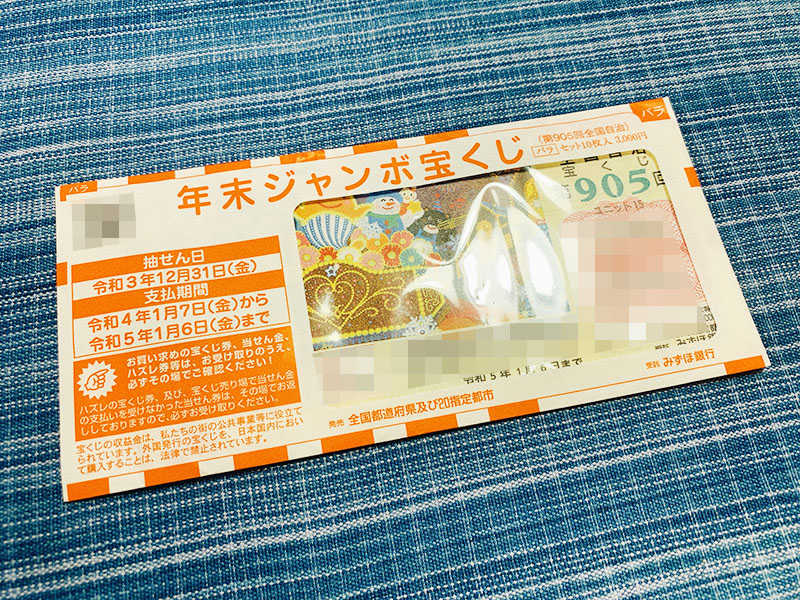 バラ
バラ
(第905回全国自治)
年末ジャンボ宝くじ
バラ セット10枚入 3,000円
宝くじ
905回
ユニット15
抽せん日
令和3年12月31日(金)
支払期間
令和4年1月7日(金)から
令和5年1月6日(金)まで
お買い求めの宝くじ券、当せん金、
ハズレ券等は、お受け取りのうえ、
必ずその場でご確認ください!
ハズレの宝くじ券、及び、宝くじ売り場で当せん金
の支払いを受けなかった当せん券は、その場でお返
ししておりますので、必ずお受け取りください。
宝くじの収益金は、私たちの街の公共事業等に役立て
られています。外国発行の宝くじを、日本国内におい
て購入することは、法律で禁止されています。
令和5年1月6日まで
発売 全国都道府県及び20指定都市
受託 みずほ銀行